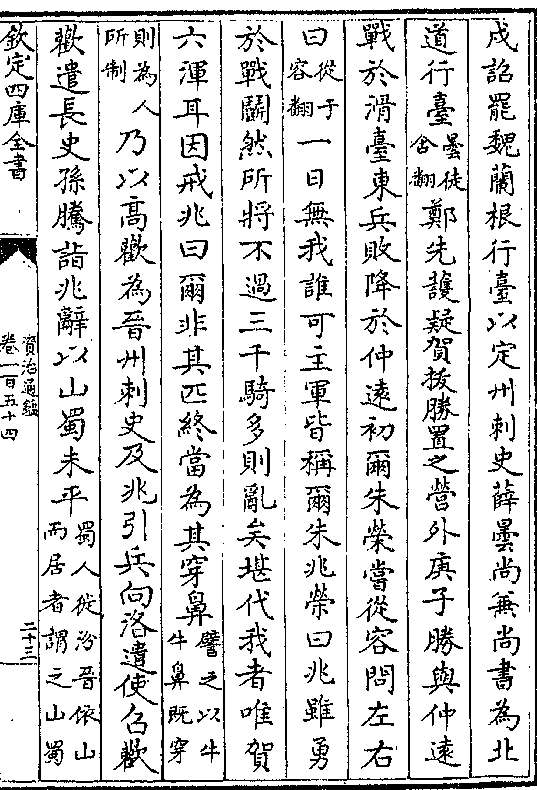 戍詔罷魏蘭根行臺以定州刺史薛曇尚兼尚書為北
道行臺曇徒含翻鄭先護疑賀拔勝置之營外庚子勝與仲遠
戰於滑臺東兵敗降於仲遠初爾朱榮嘗從容問左右
曰從子容翻一日無我誰可主軍皆稱爾朱兆榮曰兆雖勇
於戰鬬然所將不過三千騎多則亂矣堪代我者唯賀
六渾耳因戒兆曰爾非其匹終當為其穿鼻譬之以牛牛鼻既穿
則為人所制乃以高歡為晉州刺史及兆引兵向洛遣使召歡
歡遣長史孫騰詣兆辭以山蜀未平蜀人徙汾晉依山而居者謂之山蜀
欽定四庫全書
資治通鑑
卷一百五十四
二十三